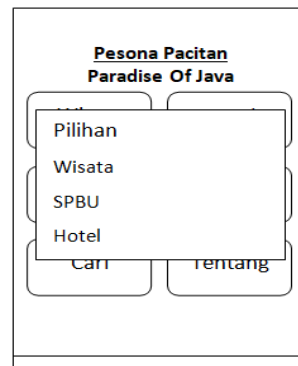 Pesona Pacitan
Paradise Of Java
Pilihan
Wisata
SPBU
Hotel
Cari
Tentang